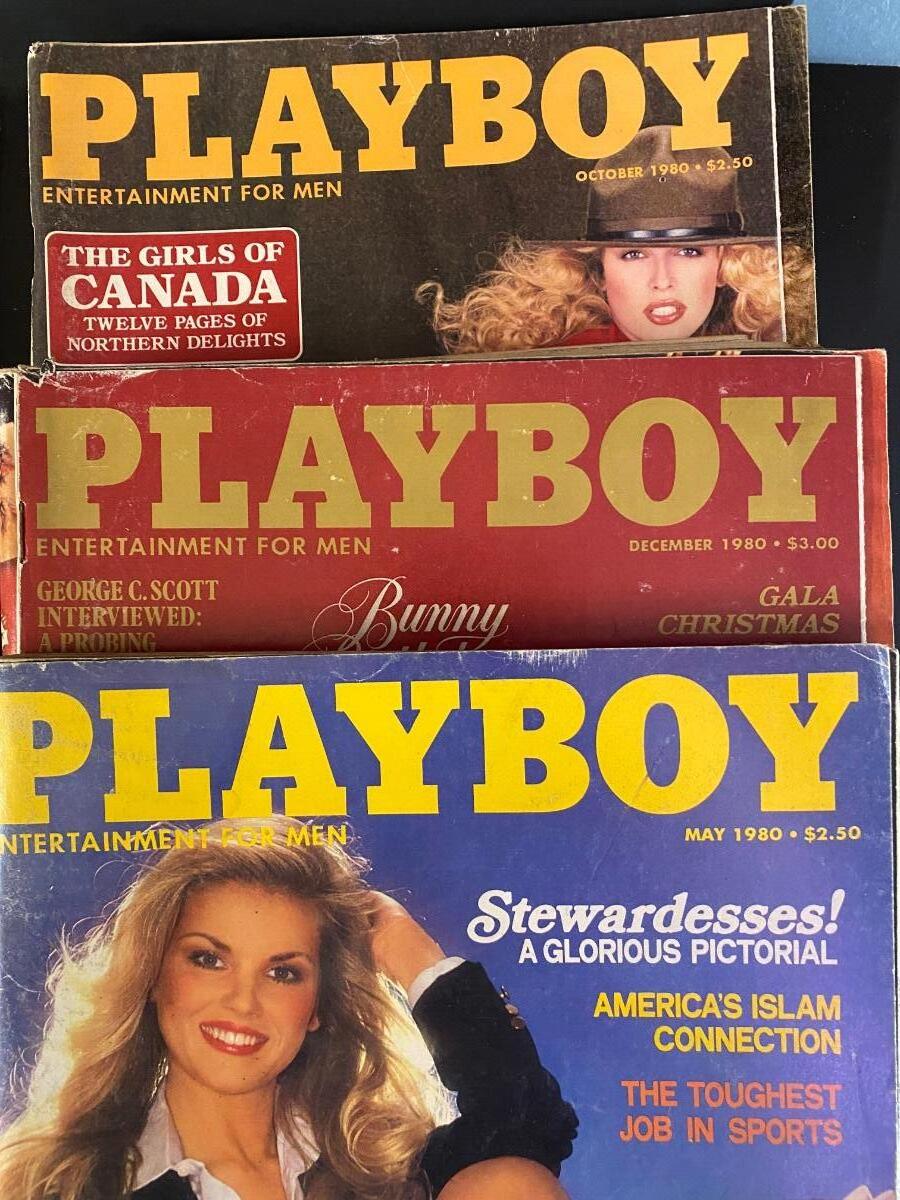 PLAYBOY
ENTERTAINMENT FOR MEN
OCTOBER 1980 • $2.50
THE GIRLS OF
CANADA
TWELVE PAGES OF
NORTHERN DELIGHTS
PLAYBOY
ENTERTAINMENT FOR MEN
DECEMBER 1980 • $3.00
GEORGE C. SCOTT
INTERVIEWED:
A PROBING
Bunny
GALA
CHRISTMAS
PLAYBOY
NTERTAINMENT FOR MEN
MAY 1980 • $2.50
Stewardesses!
A GLORIOUS PICTORIAL
AMERICA'S ISLAM
CONNECTION
THE TOUGHEST
JOB IN SPORTS